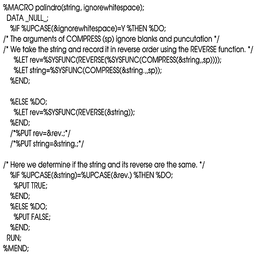 %MACRO palindro(string, ignorewhitespace);
DATA _NULL_;
%IF %UPCASE(&ignorewhitespace)=Y %THEN %DO;
/* The arguments of COMPRESS (sp) ignore blanks and puncutation */
/* We take the string and record it in reverse order using the REVERSE function. */
%LET rev=%SYSFUNC(REVERSE(%SYSFUNC(COMPRESS(&string,,sp))));
%LET string=%SYSFUNC(COMPRESS(&string.,,sp));
%END;
%ELSE %DO;
%LET rev=%SYSFUNC(REVERSE(&string));
%END;
/*%PUT rev=&rev.;*/
/*%PUT string=&string.;*/
/* Here we determine if the string and its reverse are the same. */
%IF %UPCASE(&string)=%UPCASE(&rev.) %THEN %DO;
%PUT TRUE;
%END;
%ELSE %DO;
%PUT FALSE;
%END;
RUN;
%MEND;